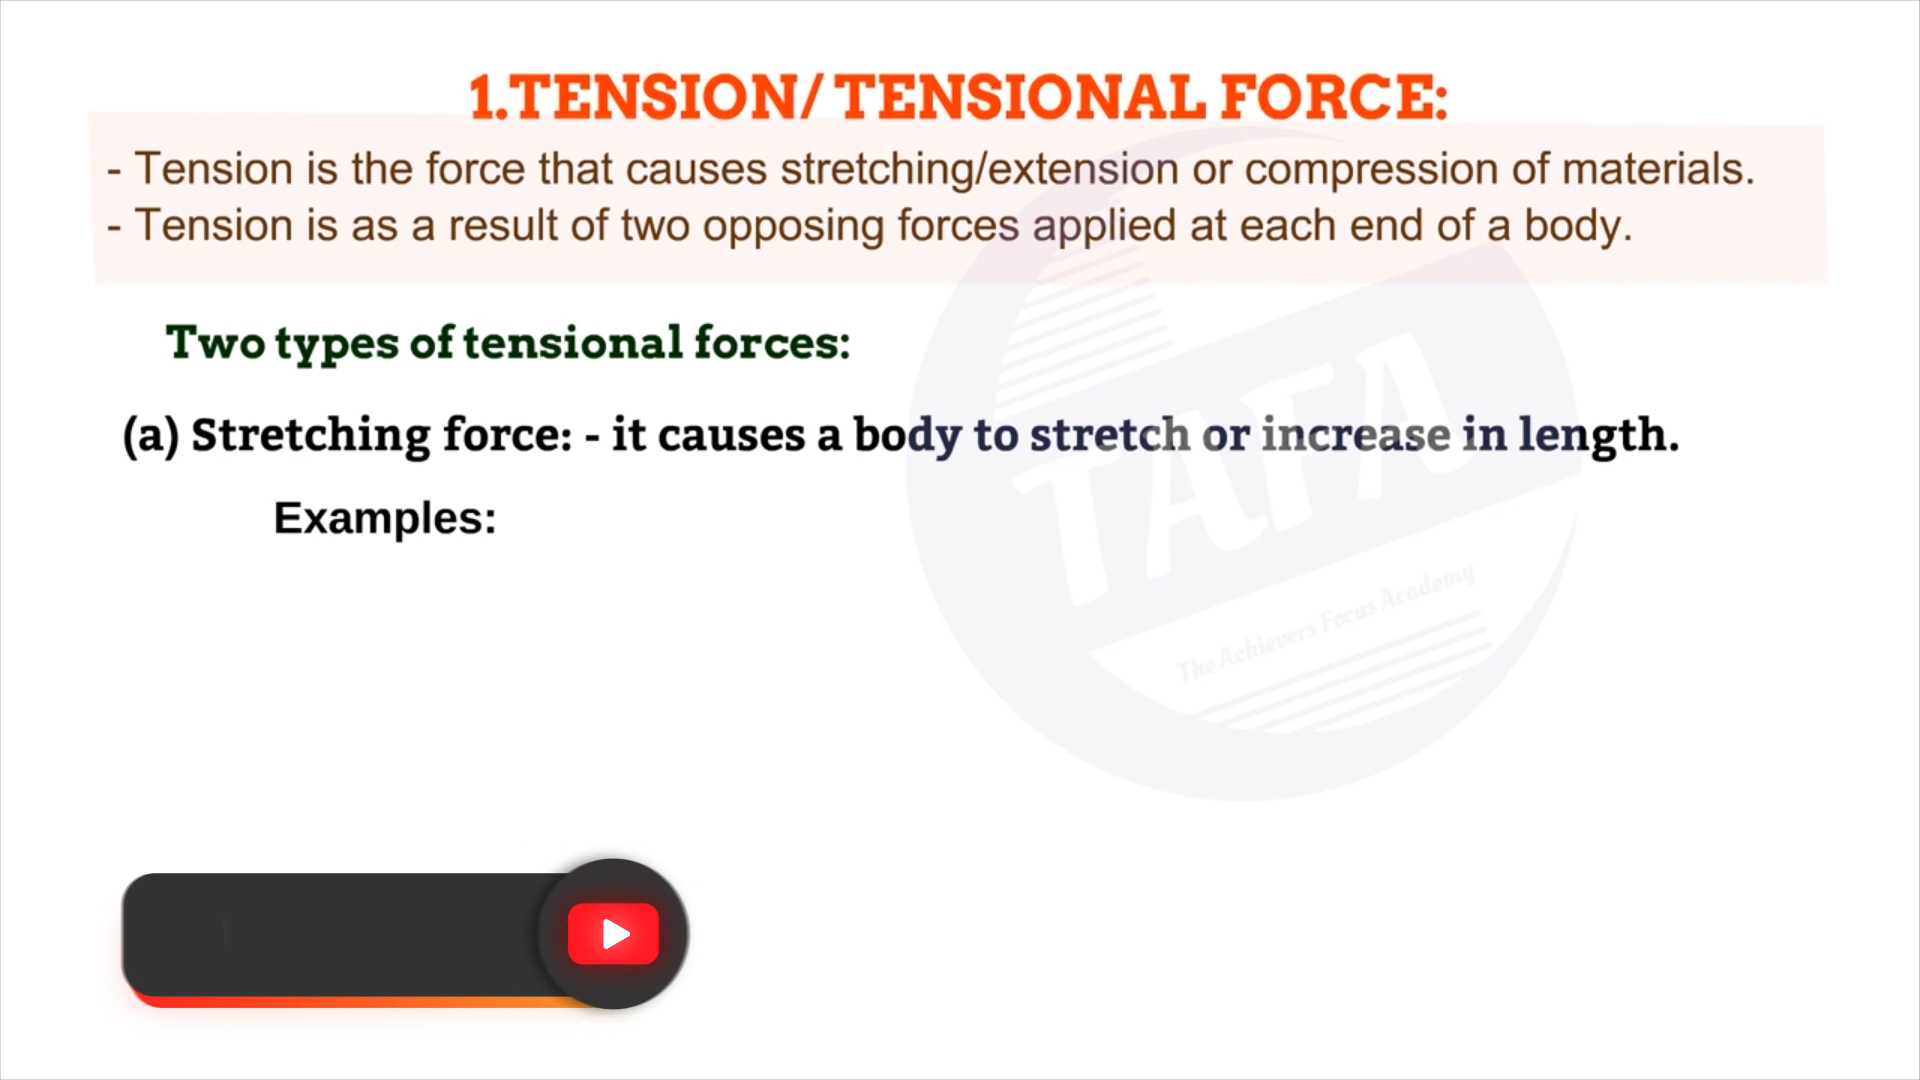 1.TENSION/ TENSIONAL FORCE:
- Tension is the force that causes stretching/extension or compression of materials.
- Tension is as a result of two opposing forces applied at each end of a body.
Two types of tensional forces:
(a) Stretching force: - it causes a body to stretch or increase in length.
Examples:
TAFA
The Achievers Focus Academy